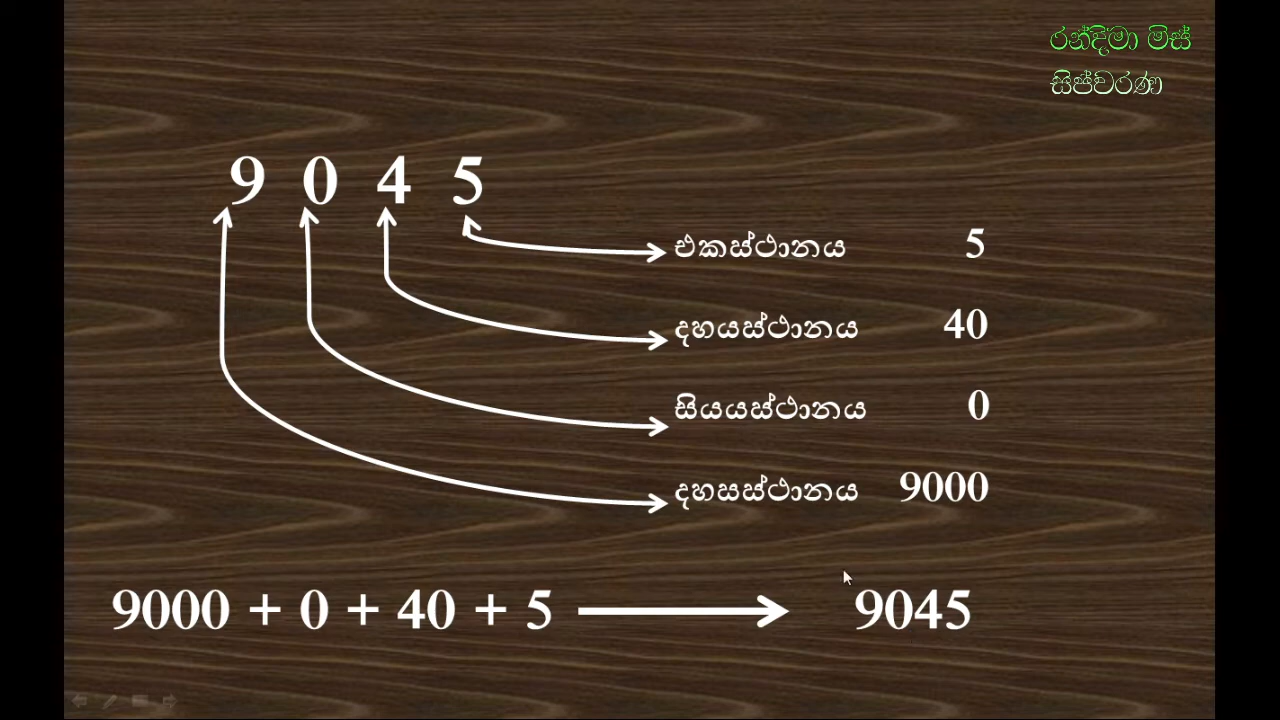 රන්දිමා මිස්
සිප්වරණ
9 0 4 5
එකස්ථානය 5
දහයස්ථානය 40
සියයස්ථානය 0
දහසස්ථානය 9000
9000 + 0 + 40 + 5 → 9045